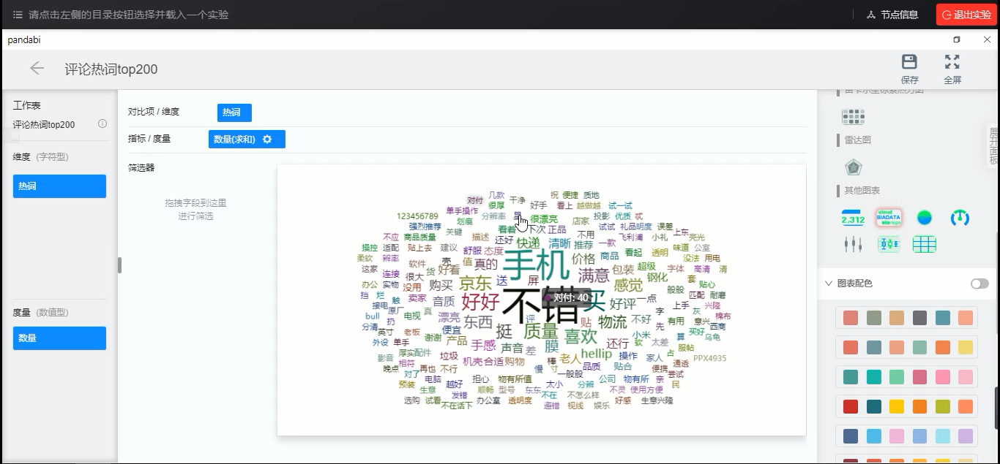 请点击左侧的目录按钮选择并载入一个实验
节点信息
退出实验
pandabi
评论热词top200
保存
全屏
工作表
评论热词top200
维度 (字符型)
热词
度量 (数值型)
数量
对比项 / 维度
热词
指标 / 度量
数量(求和)
筛选器
拖拽字段到这里
进行筛选
几款 祝 便捷 质地
对付 很厚 干净 好手 看上 越做越 试一试
单手操作
123456789 划痕 分辨率 很漂亮 店家 投影 优质
强烈推荐 关键 看着 下次 正品 试试 礼品明度 误差
不应 商品质量 描述 还好 快递 清晰 不用 飞利浦 小礼 上东 亮光
操控 适配 贴上去 建议 舒服 态度 推荐 一款 味道 公室
柔软 辨率 软件 壳 值 真的 手机 价格 商品 看起 透明 没法 用电
这家 连接 很大 货 好看 京东 送 屏 满意 包装 超级 字体 高清 清
办公 实物 没用 购买 感觉 钢化 套 贴心
挡 烂 触 卖家 音质 好好 不错 对付: 40 买 好评 一点 股股 匹配 耐磨
接电 原厂 真 上手 灰 兴隆
bull 扔 电视 漂亮 东西 评 贴 物流 不好 字 有用 意兴 棉布
分清 英寸 老板 便宜 挺 质量 喜欢 小米 先 买好 西商
外设 单手 谢谢 产品 手感 声音 差 膜 还行 软 太差 算 乌龟
影音 厚实 配件 垃圾 机壳 合适 购物 棒 老人 hellip 操作 家人 占 服帖
相符 PPX4935
晚点 对了 再也 不行 慢 寸 一般般 品质 贴合 便携 通透 尝试
预装 电脑 越好 担心 物有所值 太小 分辨 公司 物有所 亲 民
生意 发错 顺畅 型号 东东 不在 不怎么样 不灵 使用方便
选购 试看 不在话下 办公室 透明度 避错 视线 娱乐 好感 生意兴隆
雷达图
其他图表
2,312
cloud
BIADATA
storage
图表配色
展开面板